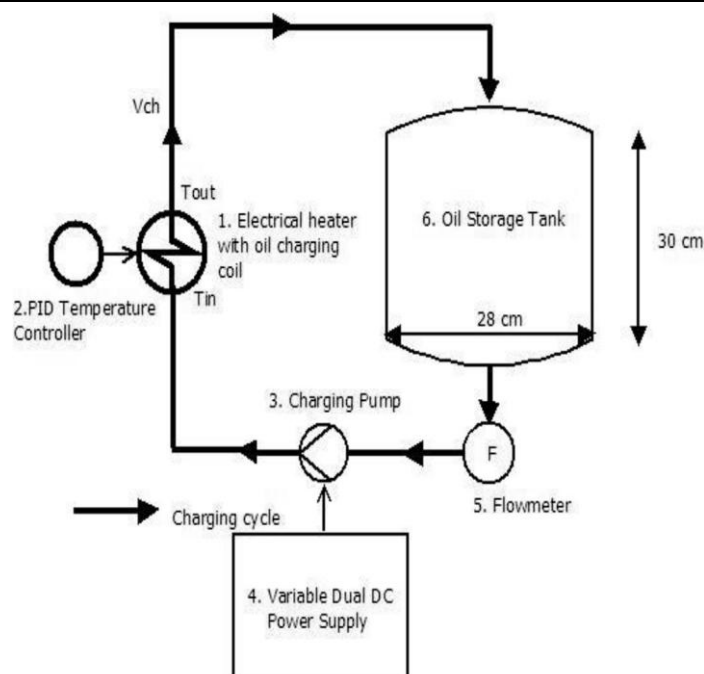 Vch
Tout
1. Electrical heater
with oil charging
coil
6. Oil Storage Tank
30 cm
2.PID Temperature
Controller
Tin
28 cm
3. Charging Pump
F
5. Flowmeter
Charging cycle
4. Variable Dual DC
Power Supply